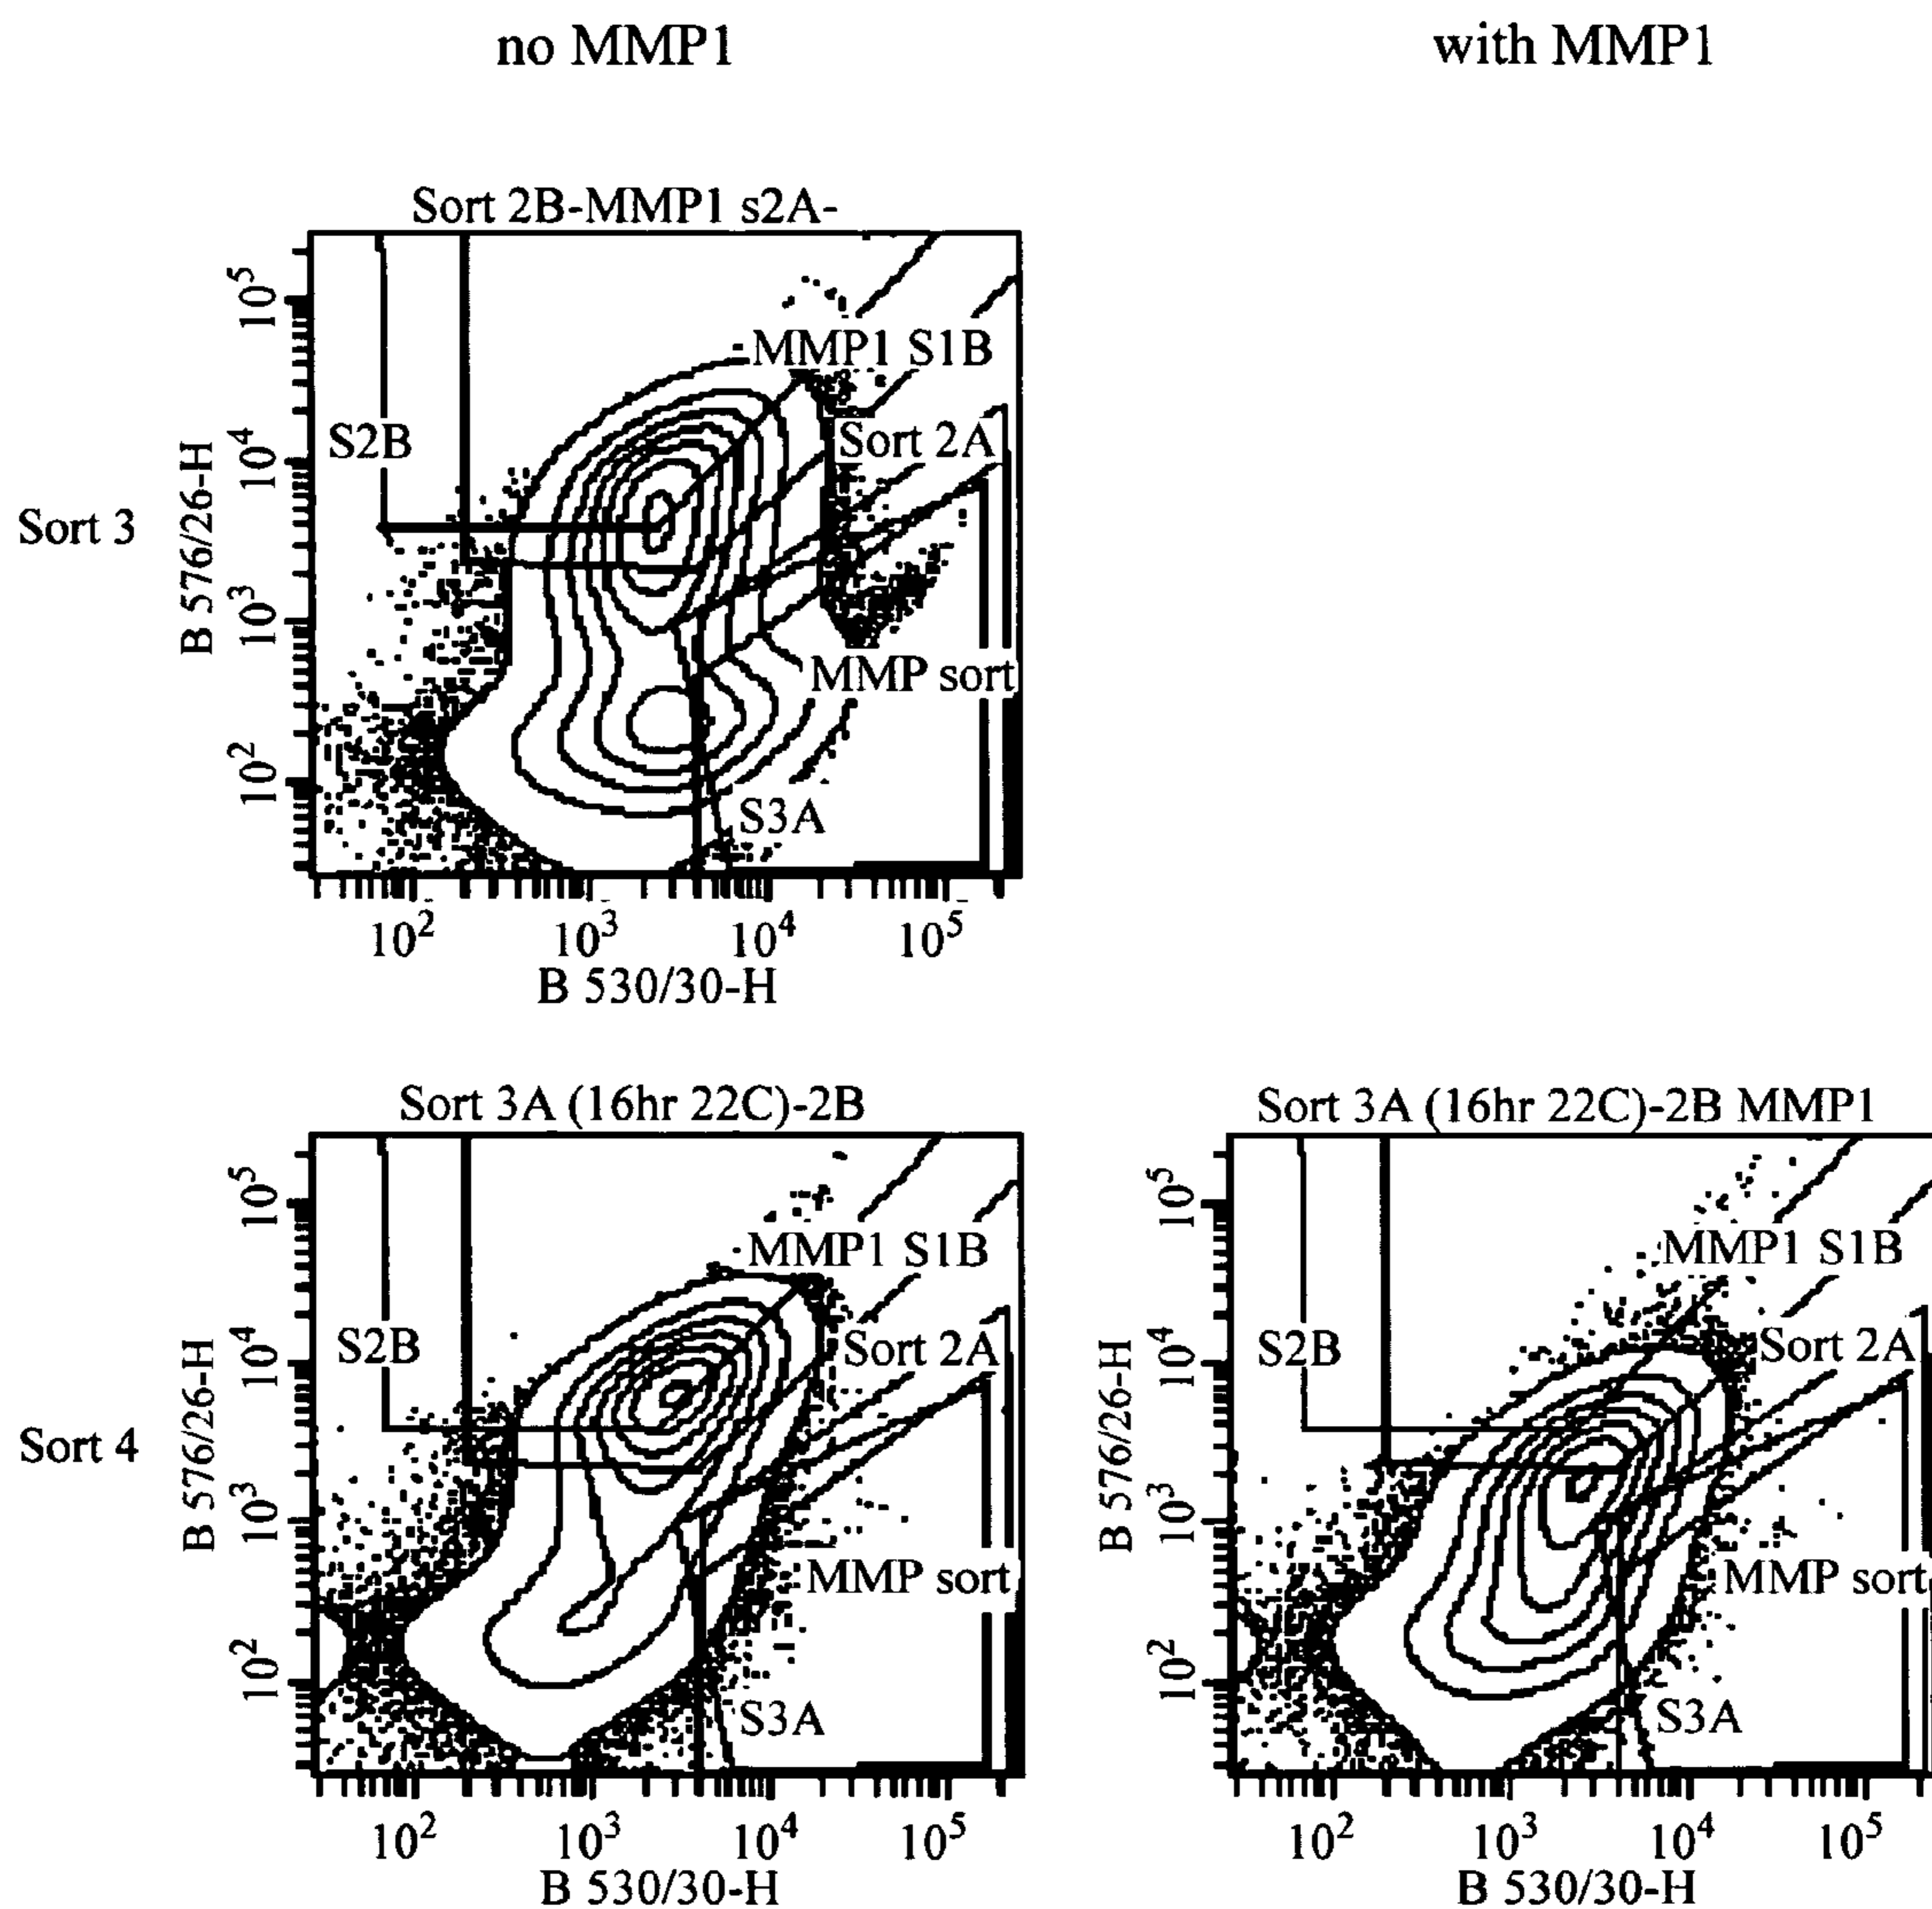 no MMP1
with MMP1
Sort 2B-MMP1 s2A-
Sort 3
B 576/26-H
10^5
10^4
10^3
10^2
MMP1 S1B
S2B
Sort 2A
MMP sort
S3A
10^2 10^3 10^4 10^5
B 530/30-H
Sort 3A (16hr 22C)-2B
Sort 4
B 576/26-H
10^5
10^4
10^3
10^2
MMP1 S1B
S2B
Sort 2A
MMP sort
S3A
10^2 10^3 10^4 10^5
B 530/30-H
Sort 3A (16hr 22C)-2B MMP1
B 576/26-H
10^5
10^4
10^3
10^2
MMP1 S1B
S2B
Sort 2A
MMP sort
S3A
10^2 10^3 10^4 10^5
B 530/30-H